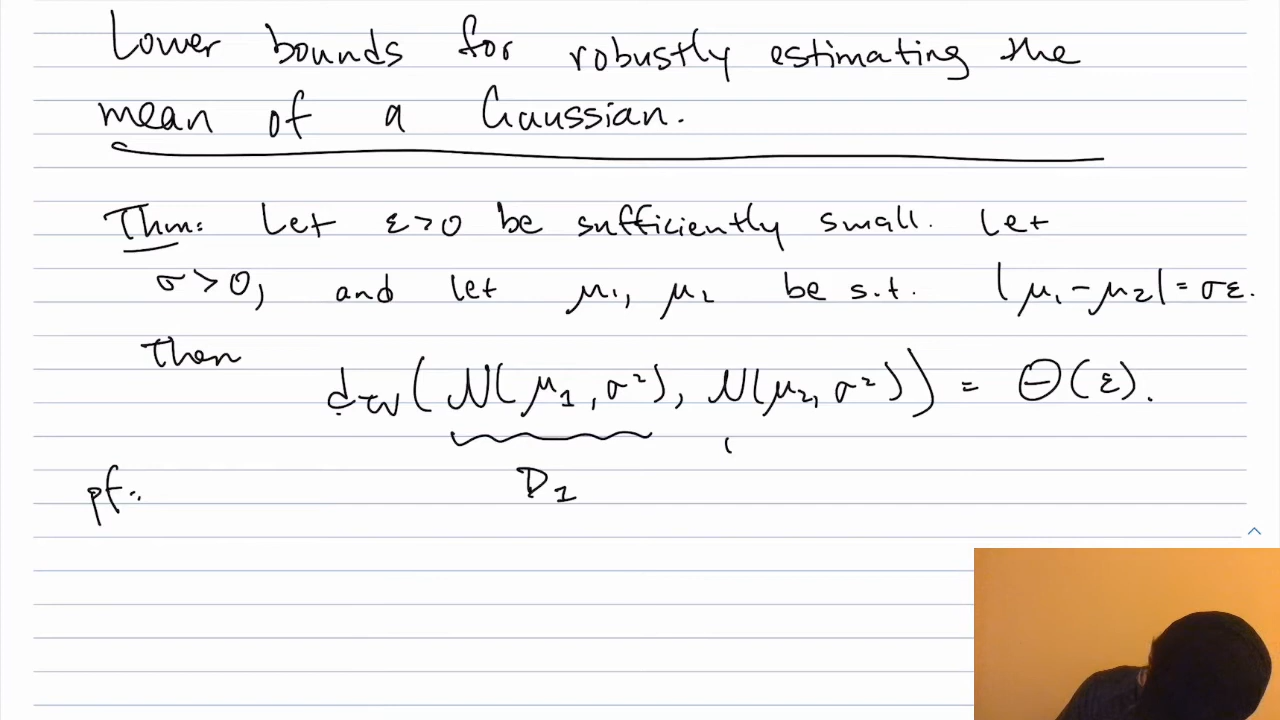 Lower bounds for robustly estimating the
mean of a Gaussian.
Thm: Let ε>0 be sufficiently small. Let
σ>0, and let μ₁, μ₂ be s.t. |μ₁-μ₂|=σε.
Then
d_TV(N(μ₁,σ²), N(μ₂,σ²)) = Θ(ε).
D₁
pf: